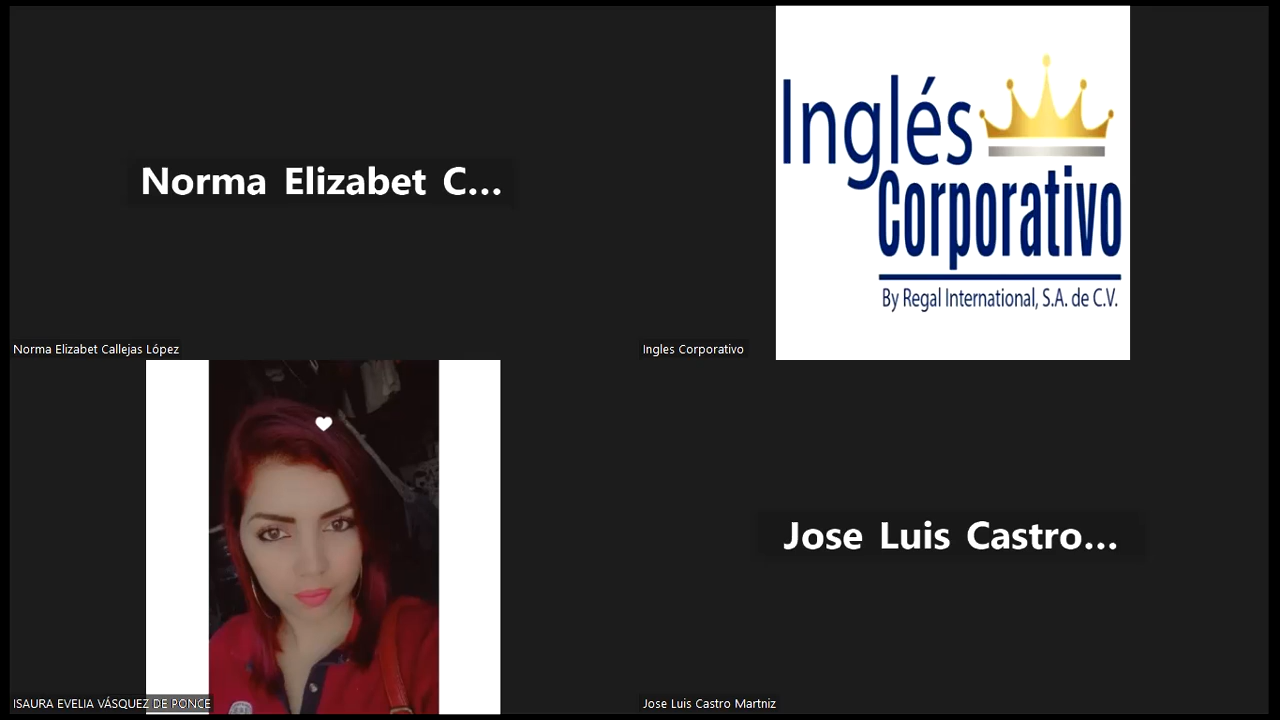 Norma Elizabet C...
Inglés
Corporativo
By Regal International, S.A. de C.V.
Norma Elizabet Callejas López
Ingles Corporativo
Jose Luis Castro...
ISAURA EVELIA VÁSQUEZ DE PONCE
Jose Luis Castro Martniz